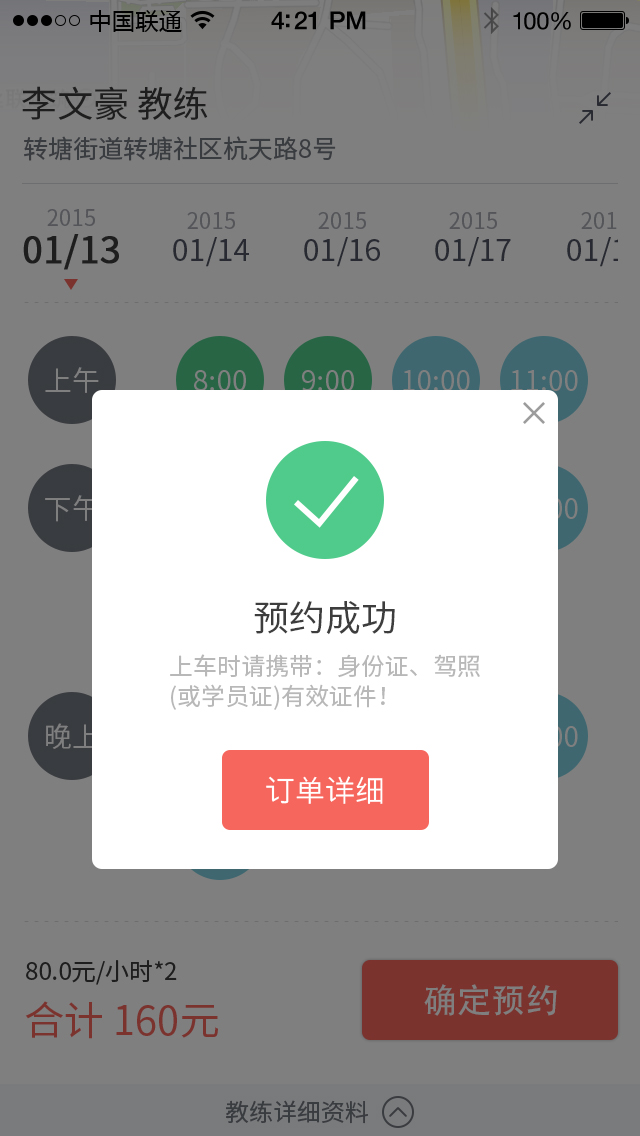 中国联通 4:21 PM 100%
李文豪 教练
转塘街道转塘社区杭天路8号
2015 2015 2015 2015 201
01/13 01/14 01/16 01/17 01/1
上午 8:00 9:00 10:00 11:00
下午
预约成功
上车时请携带：身份证、驾照
(或学员证)有效证件！
晚上
订单详细
80.0元/小时*2
合计 160元
确定预约
教练详细资料